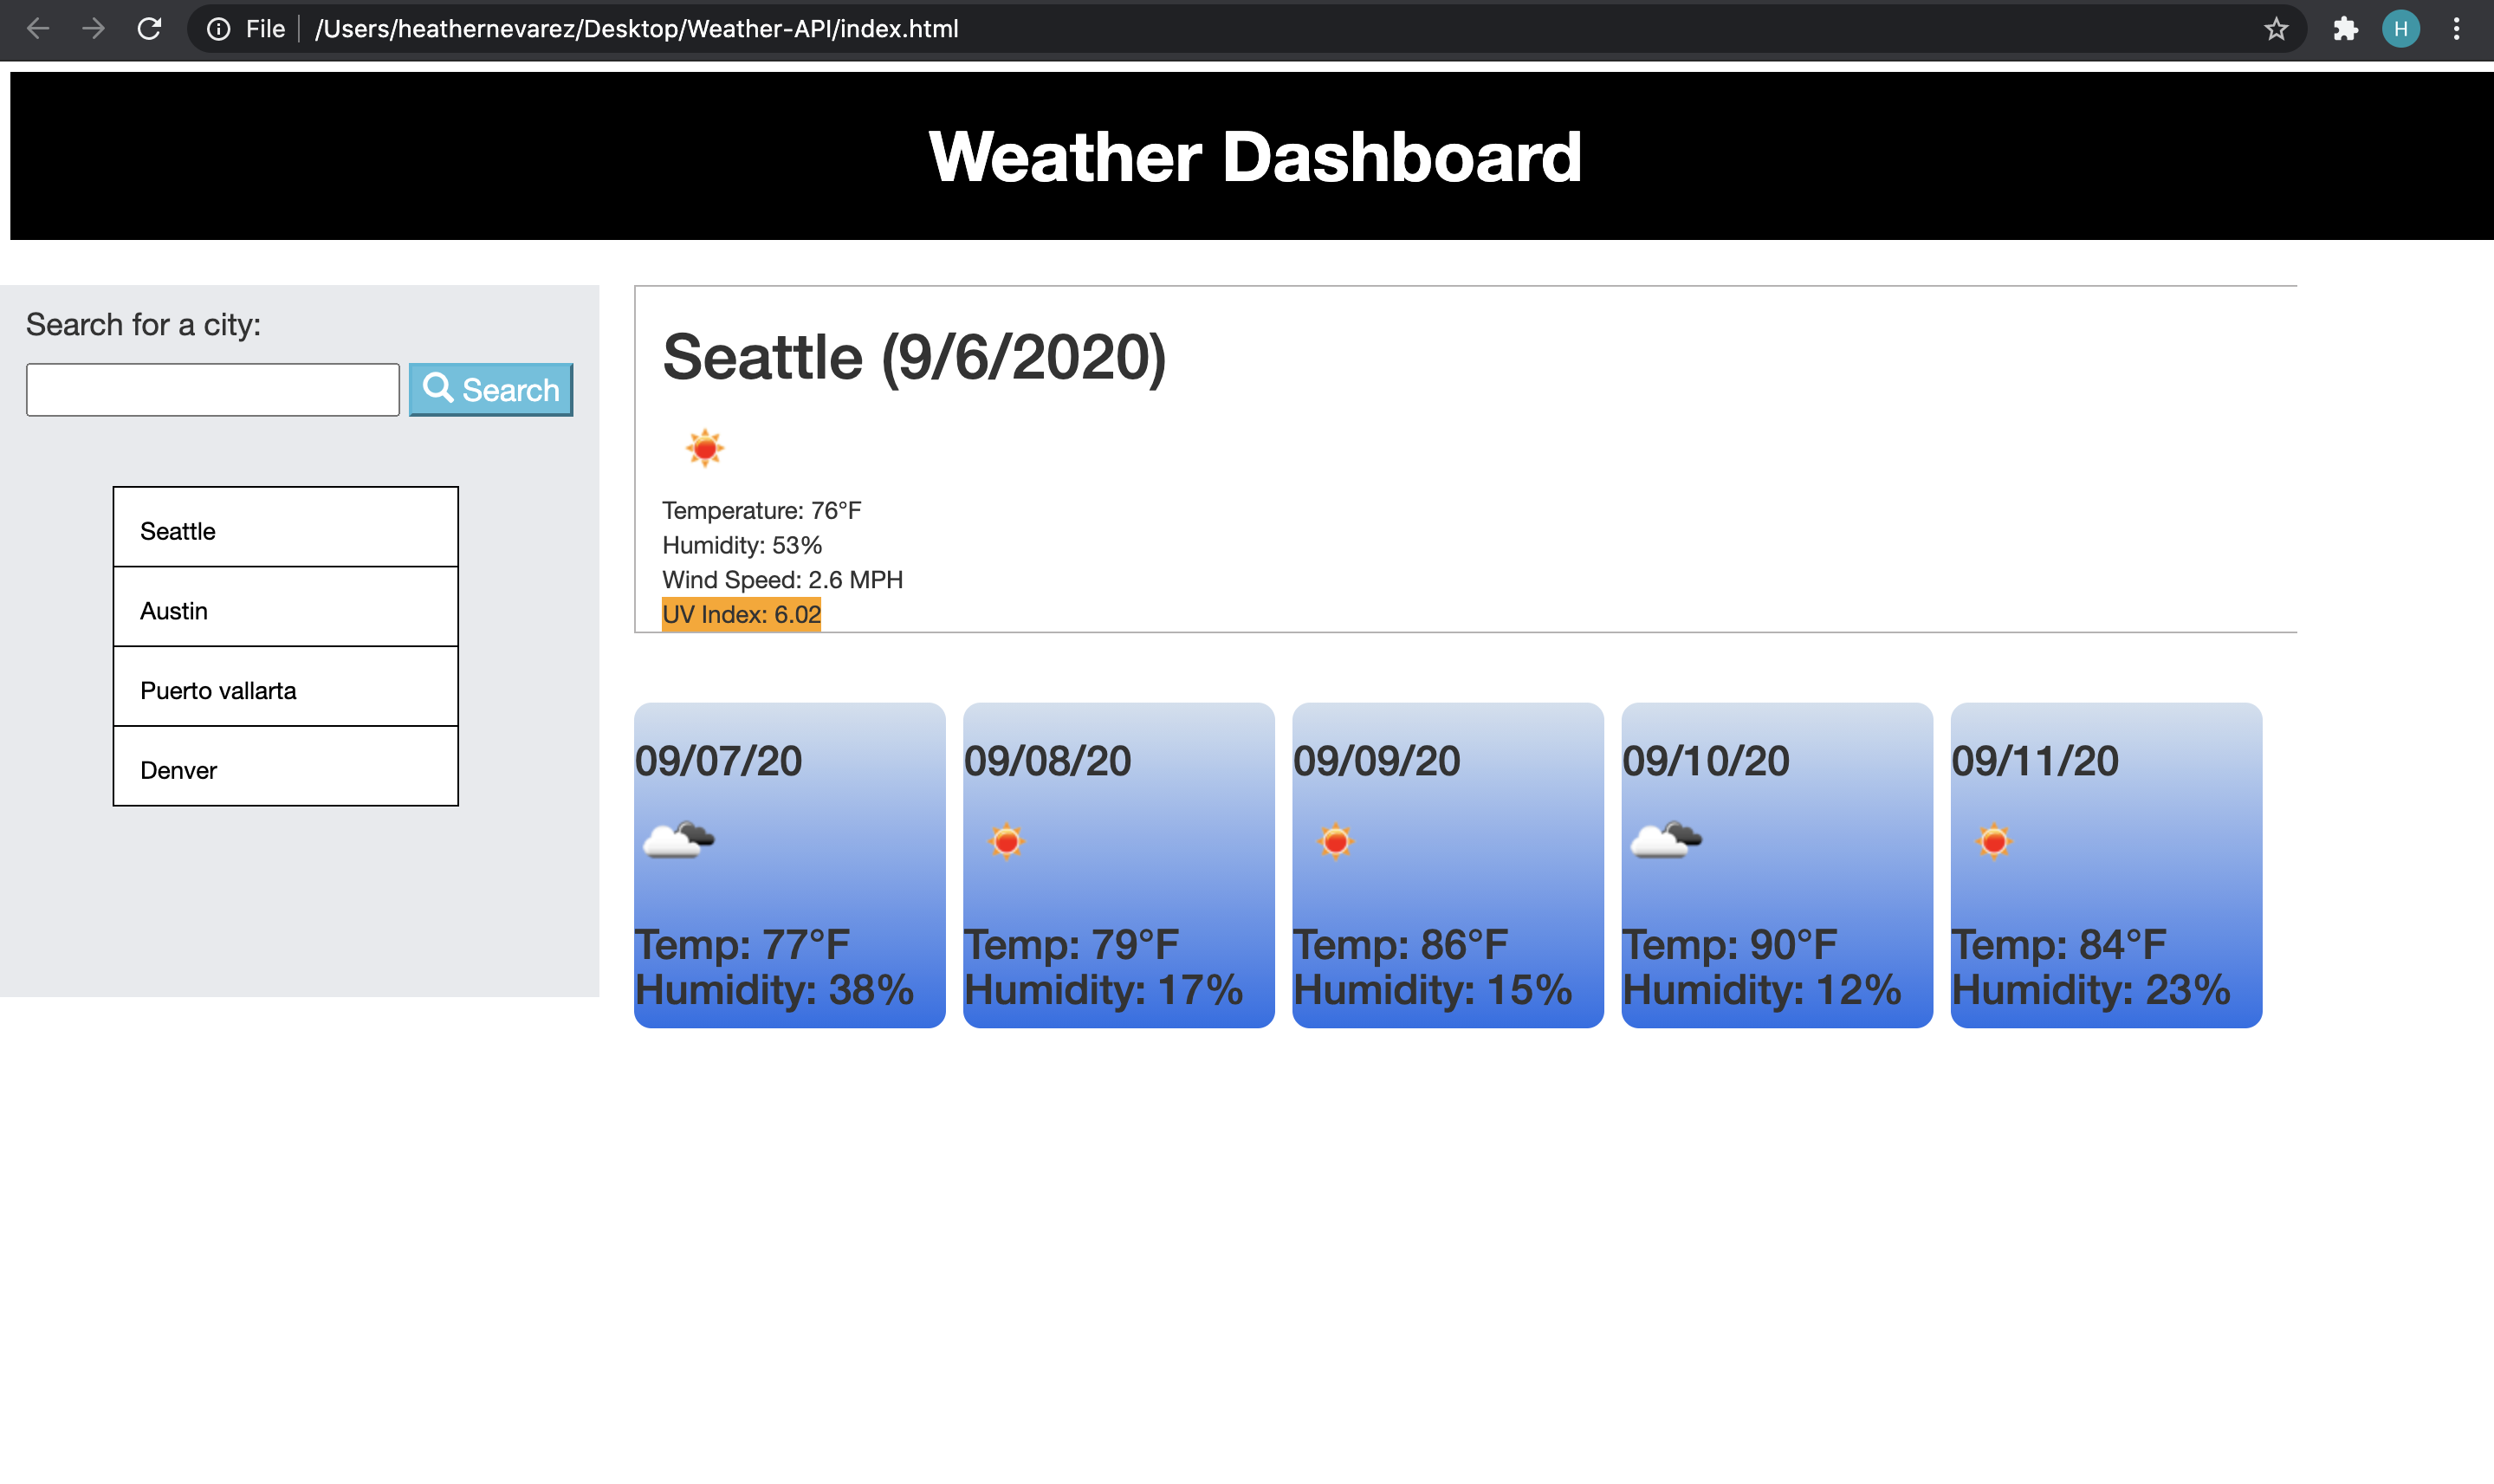 File /Users/heathernevarez/Desktop/Weather-API/index.html
H
Weather Dashboard
Search for a city:
Search
Seattle
Austin
Puerto vallarta
Denver
Seattle (9/6/2020)
Temperature: 76°F
Humidity: 53%
Wind Speed: 2.6 MPH
UV Index: 6.02
09/07/20
Temp: 77°F
Humidity: 38%
09/08/20
Temp: 79°F
Humidity: 17%
09/09/20
Temp: 86°F
Humidity: 15%
09/10/20
Temp: 90°F
Humidity: 12%
09/11/20
Temp: 84°F
Humidity: 23%